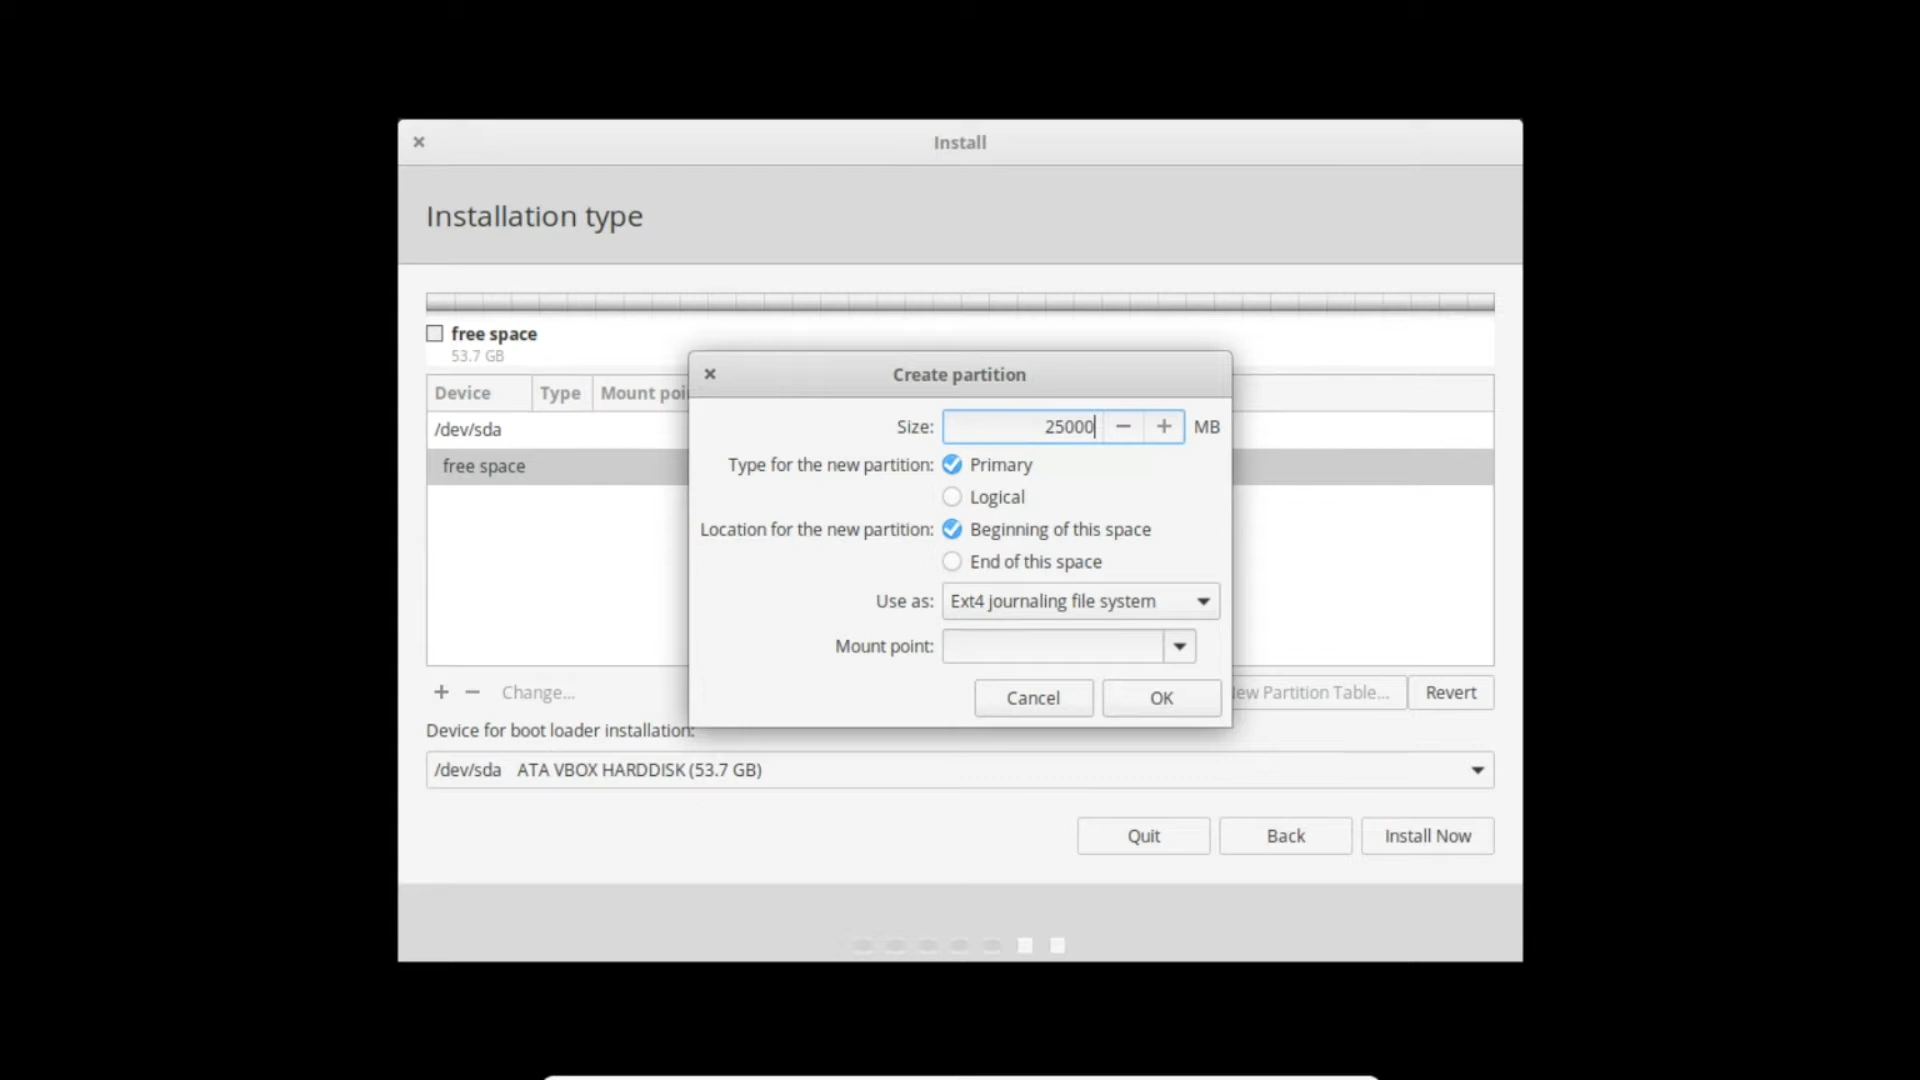 Install
Installation type
free space
53.7 GB
Device Type Mount poi
/dev/sda
free space
Create partition
Size: 25000 MB
Type for the new partition: Primary
Logical
Location for the new partition: Beginning of this space
End of this space
Use as: Ext4 journaling file system
Mount point:
Cancel OK
+ − Change... ew Partition Table... Revert
Device for boot loader installation:
/dev/sda ATA VBOX HARDDISK (53.7 GB)
Quit Back Install Now